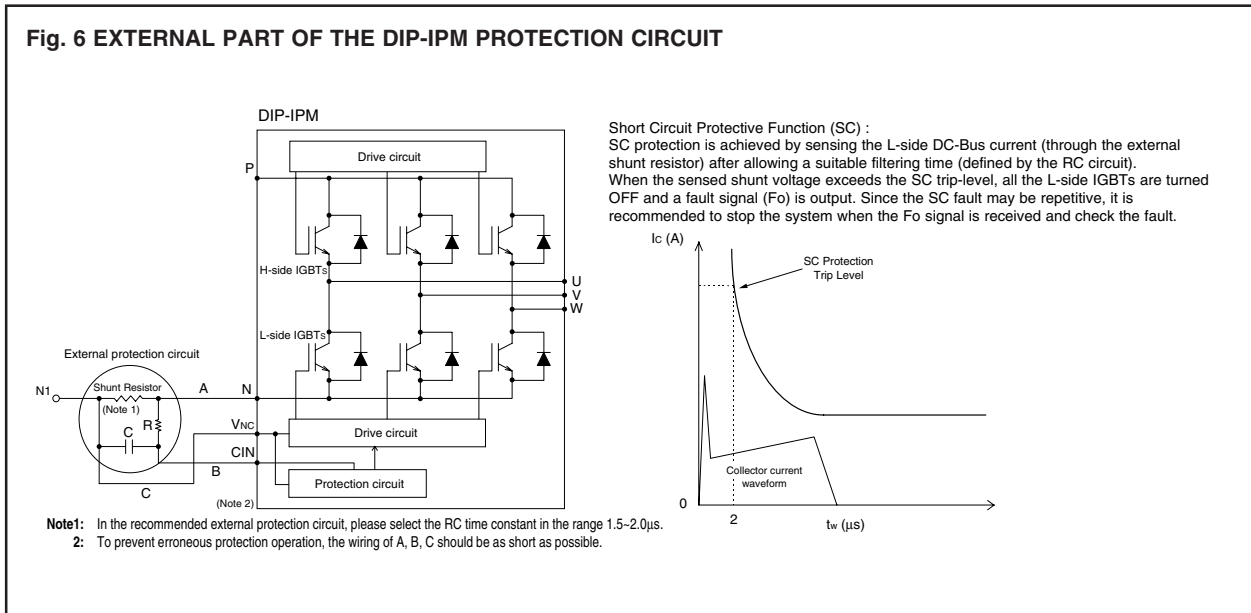 Fig. 6 EXTERNAL PART OF THE DIP-IPM PROTECTION CIRCUIT
DIP-IPM
Drive circuit
P
H-side IGBTs
U
V
W
L-side IGBTs
External protection circuit
N1
Shunt Resistor
A
N
(Note 1)
R
C
VNC
Drive circuit
CIN
B
C
Protection circuit
(Note 2)
Short Circuit Protective Function (SC) :
SC protection is achieved by sensing the L-side DC-Bus current (through the external
shunt resistor) after allowing a suitable filtering time (defined by the RC circuit).
When the sensed shunt voltage exceeds the SC trip-level, all the L-side IGBTs are turned
OFF and a fault signal (Fo) is output. Since the SC fault may be repetitive, it is
recommended to stop the system when the Fo signal is received and check the fault.
IC (A)
SC Protection
Trip Level
Collector current
waveform
0
2
tw (μs)
Note1: In the recommended external protection circuit, please select the RC time constant in the range 1.5~2.0μs.
2: To prevent erroneous protection operation, the wiring of A, B, C should be as short as possible.